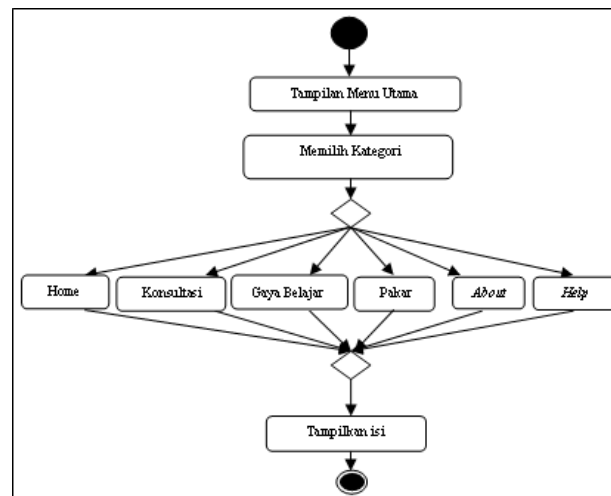 Tampilan Menu Utama
Memilih Kategori
Home
Konsultasi
Gaya Belajar
Pakar
About
Help
Tampilkan isi